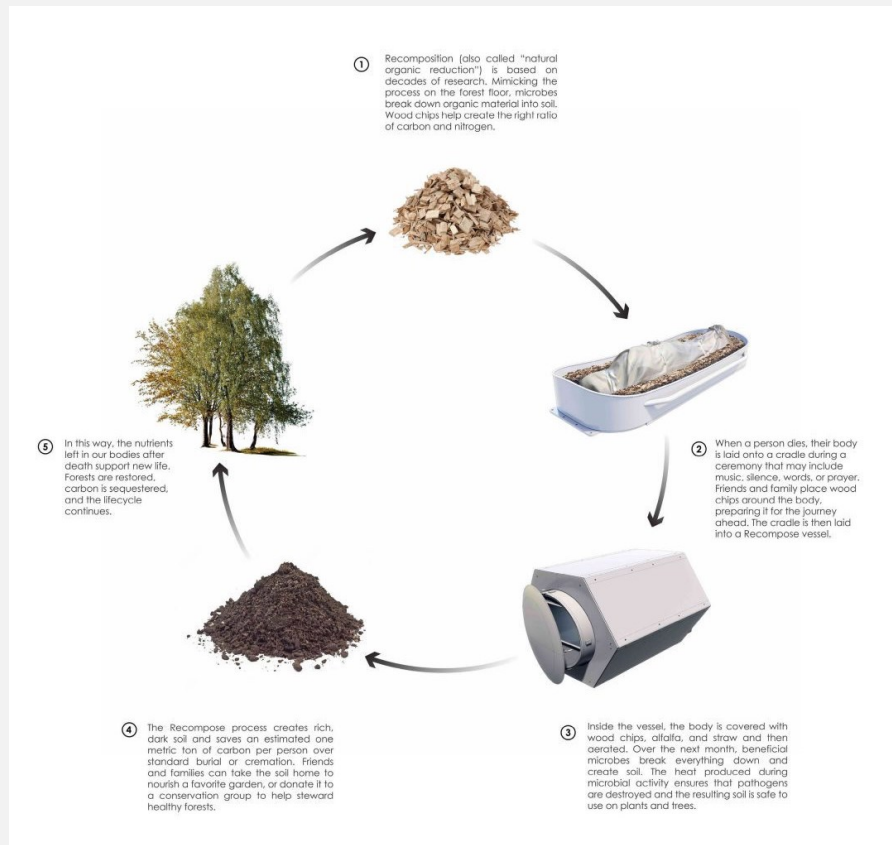 1
Recomposition (also called “natural
organic reduction”) is based on
decades of research. Mimicking the
process on the forest floor, microbes
break down organic material into soil.
Wood chips help create the right ratio
of carbon and nitrogen.
2
When a person dies, their body
is laid onto a cradle during a
ceremony that may include
music, silence, words, or prayer.
Friends and family place wood
chips around the body,
preparing it for the journey
ahead. The cradle is then laid
into a Recompose vessel.
3
Inside the vessel, the body is covered with
wood chips, alfalfa, and straw and then
aerated. Over the next month, beneficial
microbes break everything down and
create soil. The heat produced during
microbial activity ensures that pathogens
are destroyed and the resulting soil is safe to
use on plants and trees.
4
The Recompose process creates rich,
dark soil and saves an estimated one
metric ton of carbon per person over
standard burial or cremation. Friends
and families can take the soil home to
nourish a favorite garden, or donate it to
a conservation group to help steward
healthy forests.
5
In this way, the nutrients
left in our bodies after
death support new life.
Forests are restored,
carbon is sequestered,
and the lifecycle
continues.